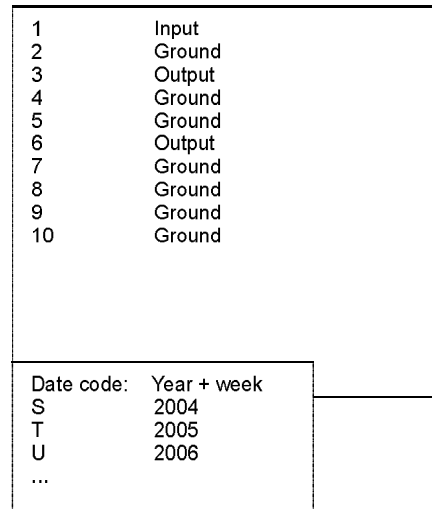 1 Input
2 Ground
3 Output
4 Ground
5 Ground
6 Output
7 Ground
8 Ground
9 Ground
10 Ground
Date code: Year + week
S 2004
T 2005
U 2006
...